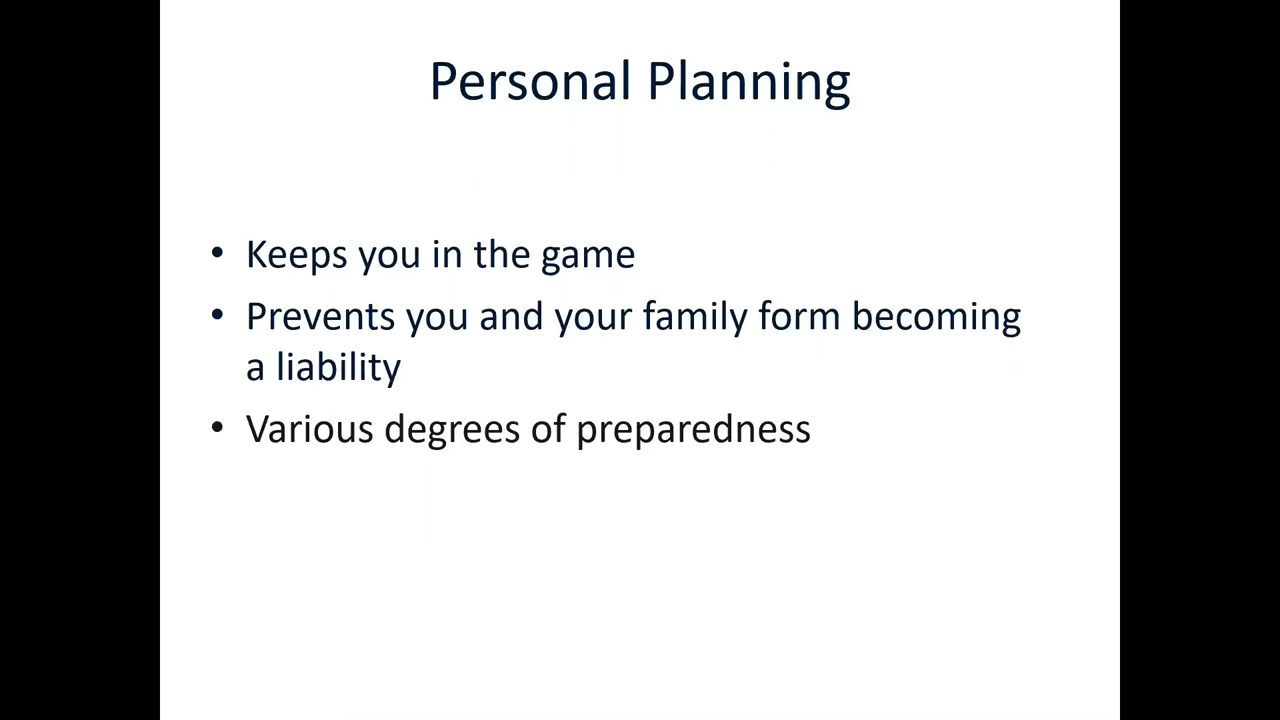 Personal Planning
• Keeps you in the game
• Prevents you and your family form becoming
a liability
• Various degrees of preparedness